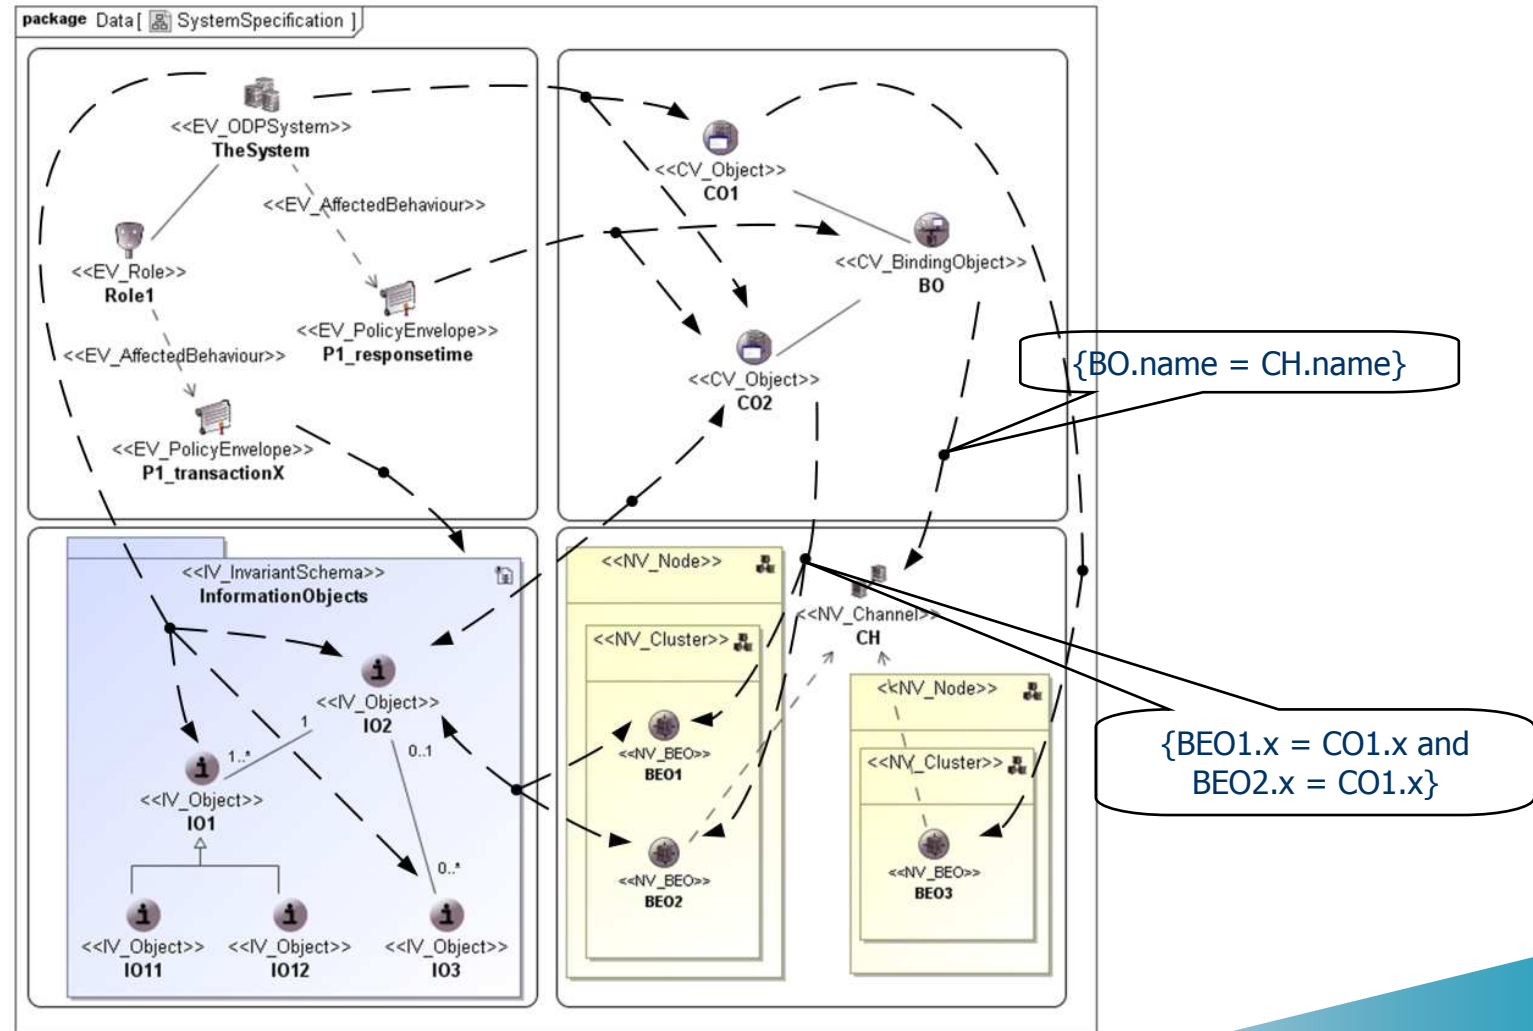 package Data[ SystemSpecification ]
<<EV_ODPSystem>>
TheSystem
<<EV_AffectedBehaviour>>
<<EV_Role>>
Role1
<<EV_PolicyEnvelope>>
P1_responsetime
<<EV_AffectedBehaviour>>
<<EV_PolicyEnvelope>>
P1_transactionX
<<CV_Object>>
CO1
<<CV_BindingObject>>
BO
<<CV_Object>>
CO2
{BO.name = CH.name}
<<IV_InvariantSchema>>
InformationObjects
<<IV_Object>>
IO2
1
0..1
1..*
<<IV_Object>>
IO1
0..*
<<IV_Object>>
IO11
<<IV_Object>>
IO12
<<IV_Object>>
IO3
<<NV_Node>>
<<NV_Cluster>>
<<NV_BEO>>
BEO1
<<NV_BEO>>
BEO2
<<NV_Channel>>
CH
<<NV_Node>>
<<NV_Cluster>>
<<NV_BEO>>
BEO3
{BEO1.x = CO1.x and
BEO2.x = CO1.x}